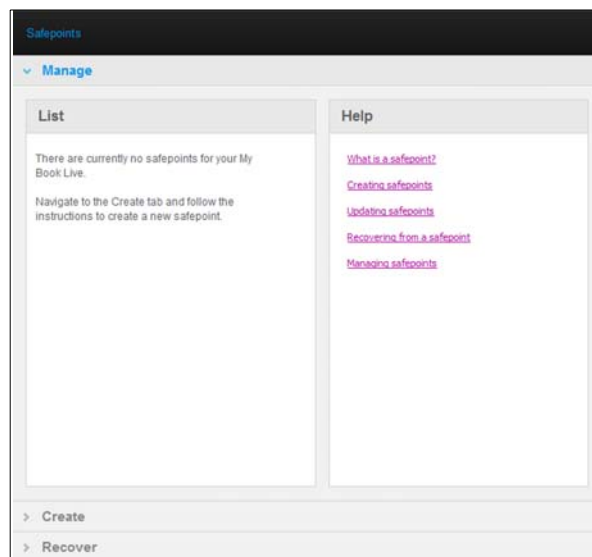 Safepoints
Manage
List
There are currently no safepoints for your My
Book Live.
Navigate to the Create tab and follow the
instructions to create a new safepoint.
Help
What is a safepoint?
Creating safepoints
Updating safepoints
Recovering from a safepoint
Managing safepoints
Create
Recover